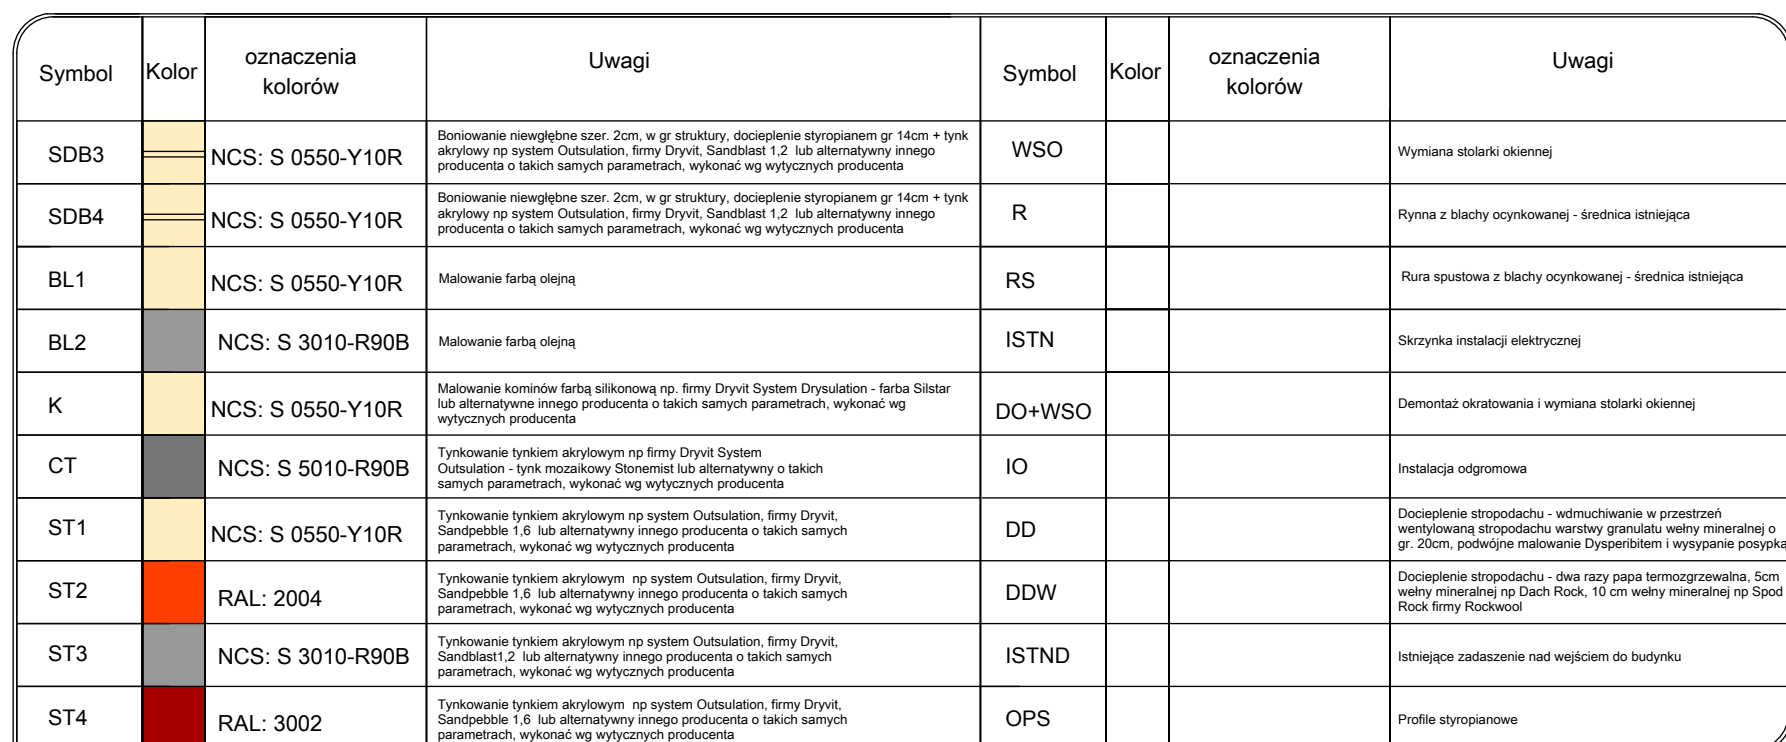 Symbol
Kolor
oznaczenia
kolorów
Uwagi
Symbol
Kolor
oznaczenia
kolorów
Uwagi
SDB3
NCS: S 0550-Y10R
Boniowanie niewgłębne szer. 2cm, w gr struktury, docieplenie styropianem gr 14cm + tynk
akrylowy np system Outsulation, firmy Dryvit, Sandblast 1,2 lub alternatywny innego
producenta o takich samych parametrach, wykonać wg wytycznych producenta
WSO
Wymiana stolarki okiennej
SDB4
NCS: S 0550-Y10R
Boniowanie niewgłębne szer. 2cm, w gr struktury, docieplenie styropianem gr 14cm + tynk
akrylowy np system Outsulation, firmy Dryvit, Sandblast 1,2 lub alternatywny innego
producenta o takich samych parametrach, wykonać wg wytycznych producenta
R
Rynna z blachy ocynkowanej - średnica istniejąca
BL1
NCS: S 0550-Y10R
Malowanie farbą olejną
RS
Rura spustowa z blachy ocynkowanej - średnica istniejąca
BL2
NCS: S 3010-R90B
Malowanie farbą olejną
ISTN
Skrzynka instalacji elektrycznej
K
NCS: S 0550-Y10R
Malowanie kominów farbą silikonową np. firmy Dryvit System Drysulation - farba Silstar
lub alternatywne innego producenta o takich samych parametrach, wykonać wg
wytycznych producenta
DO+WSO
Demontaż okratowania i wymiana stolarki okiennej
CT
NCS: S 5010-R90B
Tynkowanie tynkiem akrylowym np firmy Dryvit System
Outsulation - tynk mozaikowy Stonemist lub alternatywny o takich
samych parametrach, wykonać wg wytycznych producenta
IO
Instalacja odgromowa
ST1
NCS: S 0550-Y10R
Tynkowanie tynkiem akrylowym np system Outsulation, firmy Dryvit,
Sandpebble 1,6 lub alternatywny innego producenta o takich samych
parametrach, wykonać wg wytycznych producenta
DD
Docieplenie stropodachu - wdmuchiwanie w przestrzeń
wentylowaną stropodachu warstwy granulatu wełny mineralnej o
gr. 20cm, podwójne malowanie Dysperibitem i wysypanie posypką
ST2
RAL: 2004
Tynkowanie tynkiem akrylowym np system Outsulation, firmy Dryvit,
Sandpebble 1,6 lub alternatywny innego producenta o takich samych
parametrach, wykonać wg wytycznych producenta
DDW
Docieplenie stropodachu - dwa razy papa termozgrzewalna, 5cm
wełny mineralnej np Dach Rock, 10 cm wełny mineralnej np Spod
Rock firmy Rockwool
ST3
NCS: S 3010-R90B
Tynkowanie tynkiem akrylowym np system Outsulation, firmy Dryvit,
Sandblast1,2 lub alternatywny innego producenta o takich samych
parametrach, wykonać wg wytycznych producenta
ISTND
Istniejące zadaszenie nad wejściem do budynku
ST4
RAL: 3002
Tynkowanie tynkiem akrylowym np system Outsulation, firmy Dryvit,
Sandpebble 1,6 lub alternatywny innego producenta o takich samych
parametrach, wykonać wg wytycznych producenta
OPS
Profile styropianowe